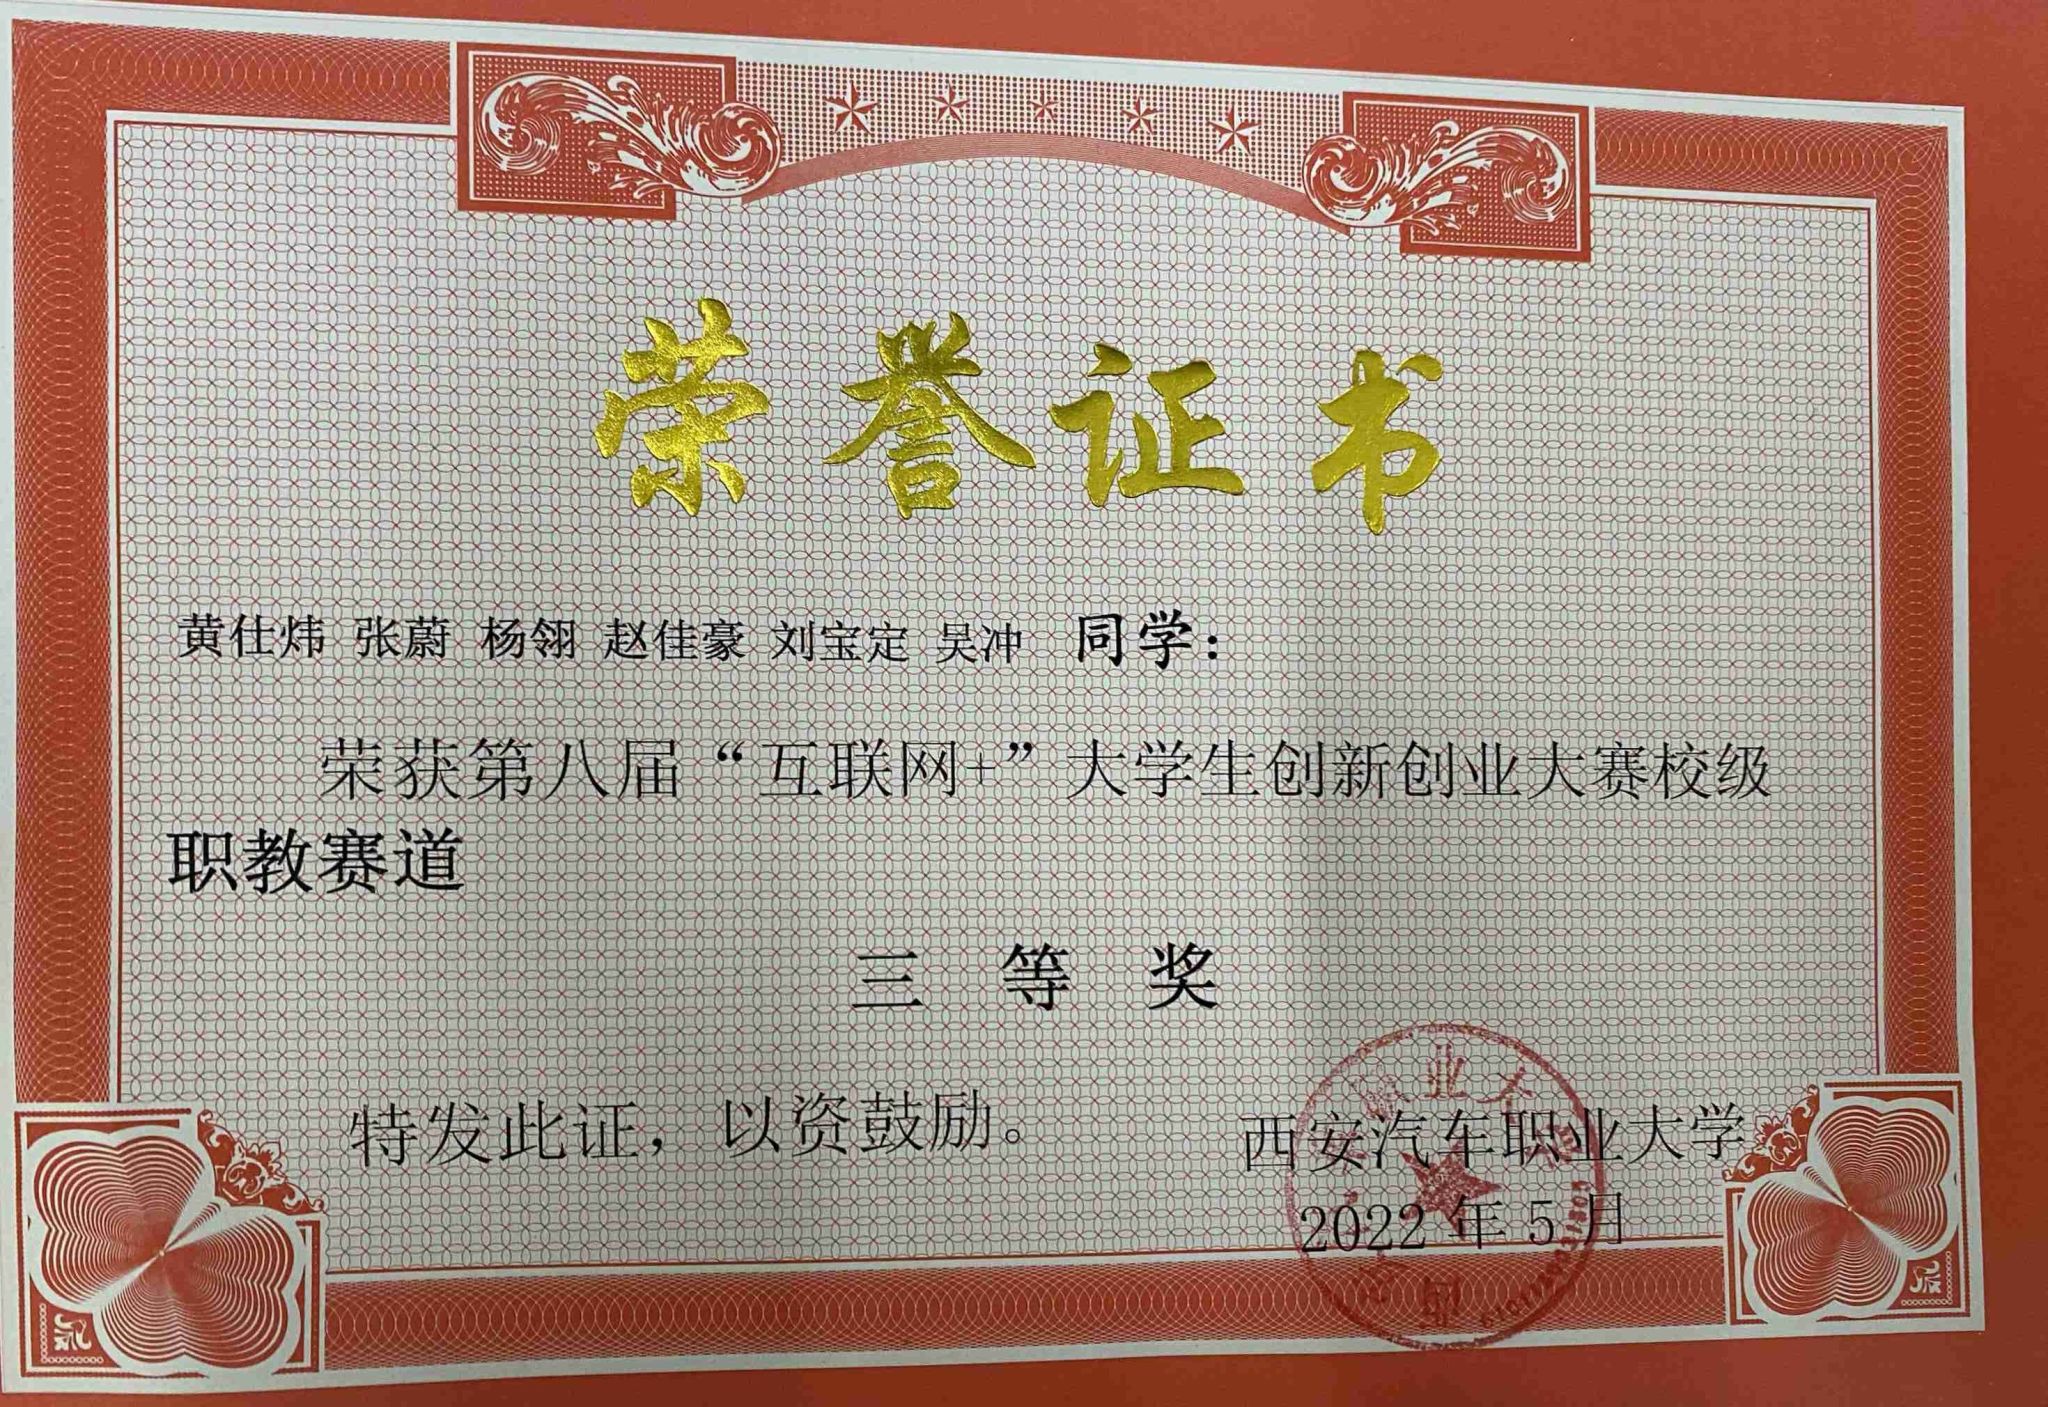 荣誉证书
黄仕炜 张蔚 杨翎 赵佳豪 刘宝定 吴冲 同学：
荣获第八届“互联网+”大学生创新创业大赛校级
职教赛道
三等奖
特发此证，以资鼓励。
西安汽车职业大学
2022年5月